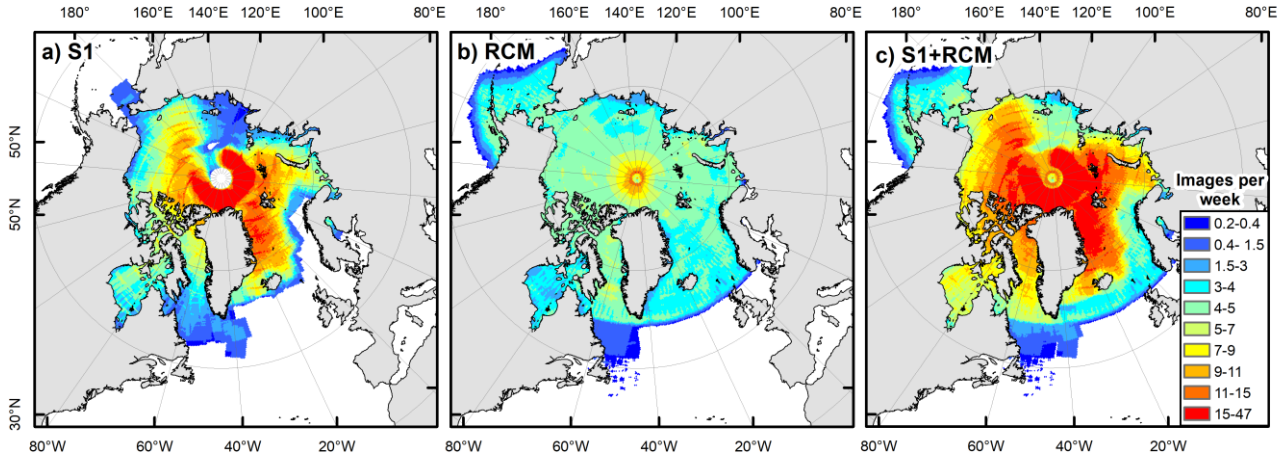 180° 160°E 140°E 120°E 100°E 80°E 180° 160°E 140°E 120°E 100°E 80°E 180° 160°E 140°E 120°E 100°E 80°E
a) S1 b) RCM c) S1+RCM
50°N
50°N
30°N
Images per
week
0.2-0.4
0.4- 1.5
1.5-3
3-4
4-5
5-7
7-9
9-11
11-15
15-47
80°W 60°W 40°W 20°W 80°W 60°W 40°W 20°W 80°W 60°W 40°W 20°W